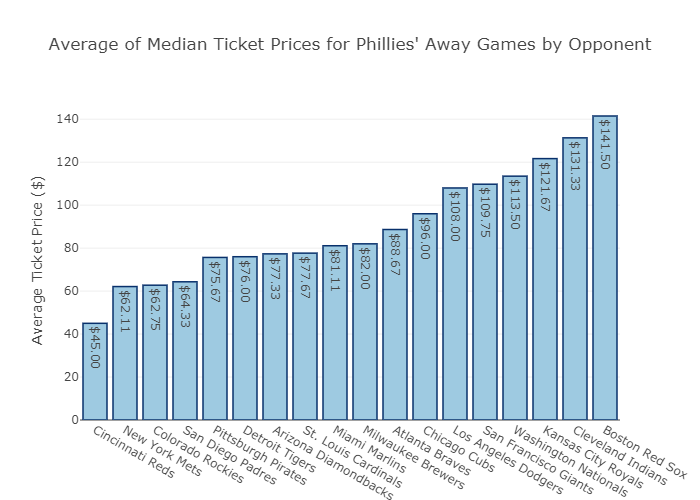 Average of Median Ticket Prices for Phillies' Away Games by Opponent
Average Ticket Price ($)
140
120
100
80
60
40
20
0
$45.00
$62.11
$62.75
$64.33
$75.67
$76.00
$77.33
$77.67
$81.11
$82.00
$88.67
$96.00
$108.00
$109.75
$113.50
$121.67
$131.33
$141.50
Cincinnati Reds
New York Mets
Colorado Rockies
San Diego Padres
Pittsburgh Pirates
Detroit Tigers
Arizona Diamondbacks
St. Louis Cardinals
Miami Marlins
Milwaukee Brewers
Atlanta Braves
Chicago Cubs
Los Angeles Dodgers
San Francisco Giants
Washington Nationals
Kansas City Royals
Cleveland Indians
Boston Red Sox